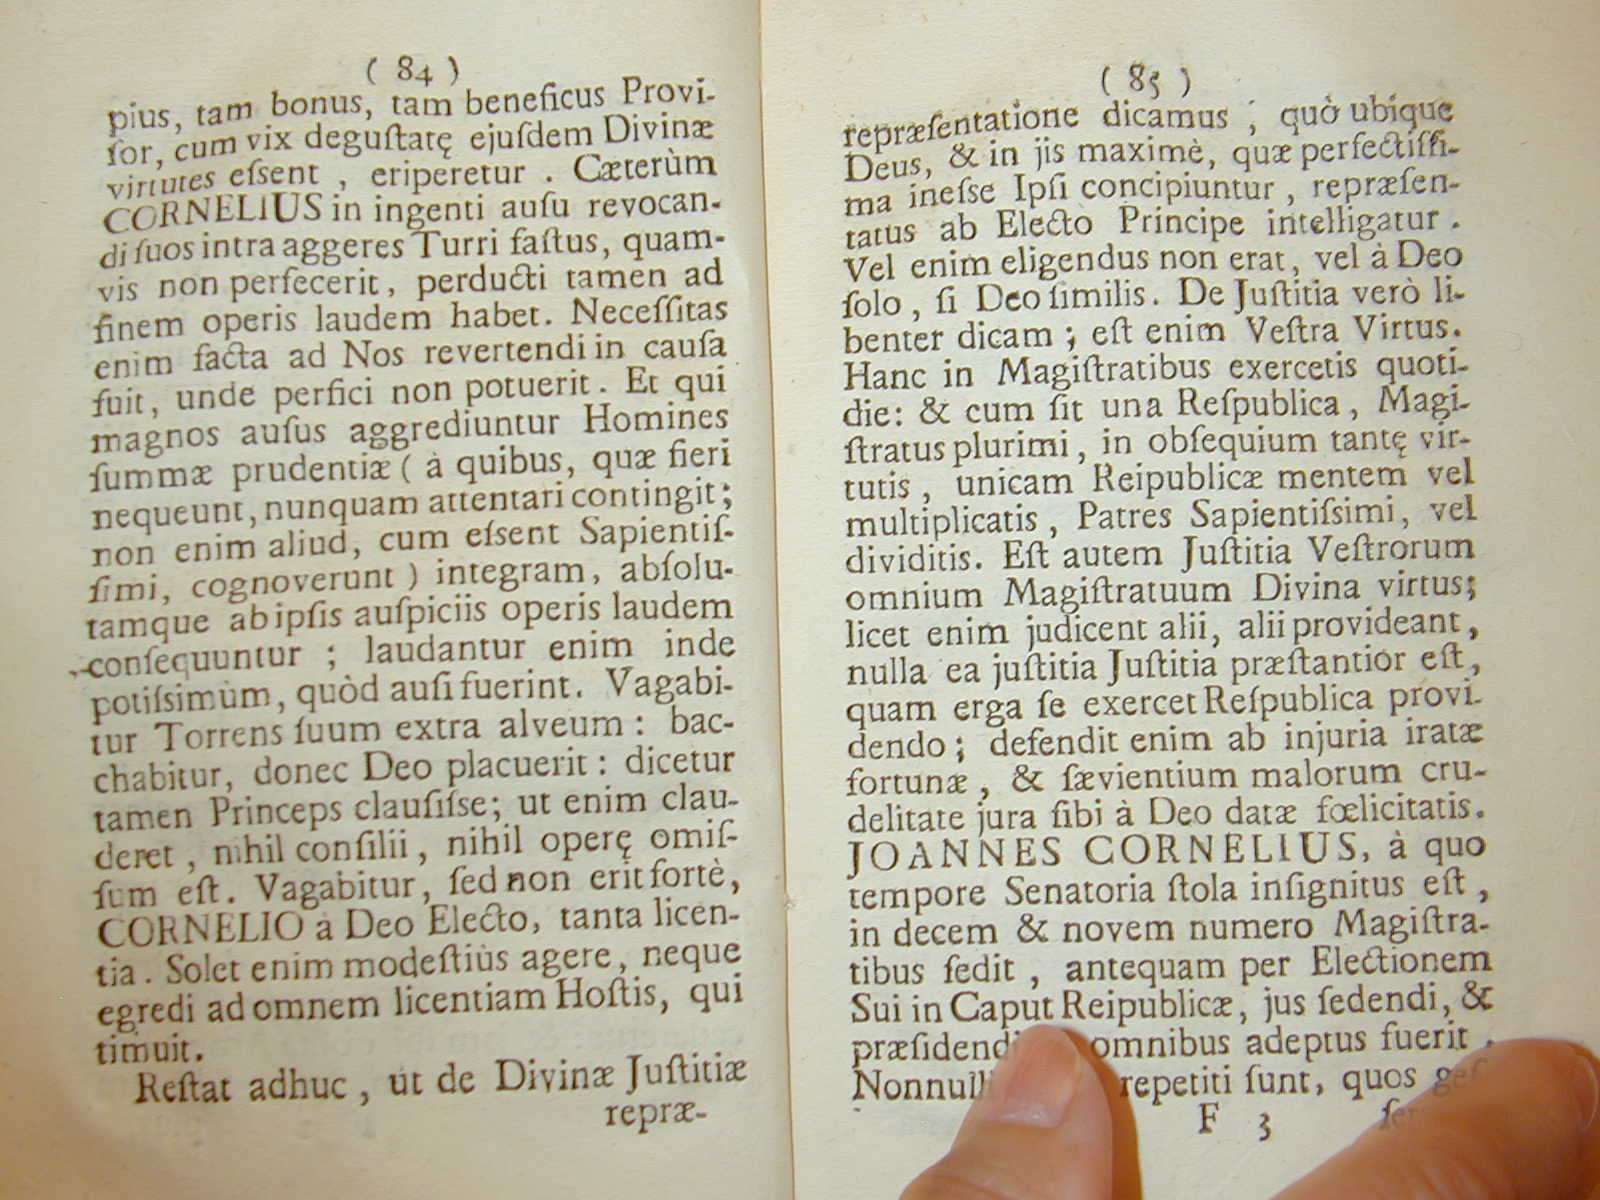 ( 84 )
pius, tam bonus, tam beneficus Provi-
ſor, cum vix deguſtatę ejuſdem Divinæ
virtutes eſsent , eriperetur . Cæterùm
CORNELIUS in ingenti auſu revocan-
di ſuos intra aggeres Turri faſtus, quam-
vis non perfecerit, perducti tamen ad
finem operis laudem habet. Neceſſitas
enim facta ad Nos revertendi in cauſa
fuit, unde perfici non potuerit. Et qui
magnos auſus aggrediuntur Homines
ſummæ prudentiæ ( à quibus, quæ fieri
nequeunt, nunquam attentari contingit;
non enim aliud, cum eſsent Sapientiſ-
ſimi, cognoverunt ) integram, abſolu-
tamque ab ipſis auſpiciis operis laudem
conſequuntur ; laudantur enim inde
potiſsimùm, quòd auſi fuerint. Vagabi-
tur Torrens ſuum extra alveum : bac-
chabitur, donec Deo placuerit : dicetur
tamen Princeps clauſiſse; ut enim clau-
deret , nihil conſilii, nihil operę omiſ-
ſum eſt. Vagabitur, ſed non erit fortè,
CORNELIO à Deo Electo, tanta licen-
tia. Solet enim modeſtiùs agere, neque
egredi ad omnem licentiam Hoſtis, qui
timuit.
Reſtat adhuc , ut de Divinæ Juſtitiæ
repræ-
( 85 )
repræſentatione dicamus ; quò ubique
Deus, & in jis maximè, quæ perfectiſſi-
ma ineſse Ipſi concipiuntur , repræſen-
tatus ab Electo Principe intelligatur .
Vel enim eligendus non erat, vel à Deo
ſolo , ſi Deo ſimilis. De Juſtitia verò li-
benter dicam ; eſt enim Veſtra Virtus.
Hanc in Magiſtratibus exercetis quoti-
die: & cum ſit una Reſpublica, Magi-
ſtratus plurimi, in obſequium tantę vir-
tutis , unicam Reipublicæ mentem vel
multiplicatis, Patres Sapientiſsimi, vel
dividitis. Eſt autem Juſtitia Veſtrorum
omnium Magiſtratuum Divina virtus;
licet enim judicent alii, alii provideant,
nulla ea juſtitia Juſtitia præſtantior eſt,
quam erga ſe exercet Reſpublica provi-
dendo; defendit enim ab injuria iratæ
fortunæ , & ſævientium malorum cru-
delitate jura ſibi à Deo datæ fœlicitatis.
JOANNES CORNELIUS, à quo
tempore Senatoria ſtola inſignitus eſt ,
in decem & novem numero Magiſtra-
tibus ſedit , antequam per Electionem
Sui in Caput Reipublicæ, jus ſedendi, &
præſidendi omnibus adeptus fuerit .
repetiti ſunt, quos
F 3